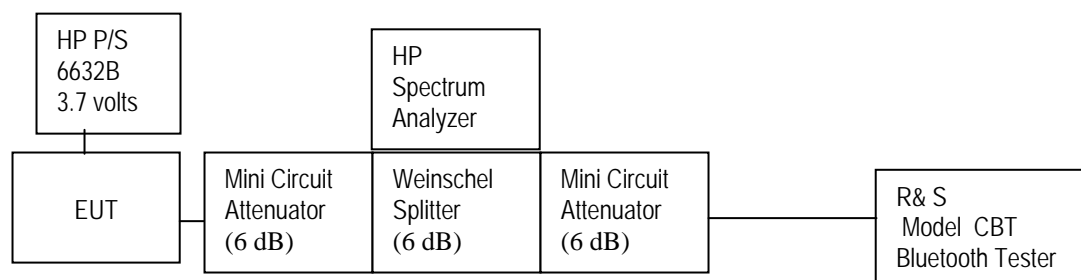 HP P/S
6632B
3.7 volts
HP
Spectrum
Analyzer
EUT
Mini Circuit
Attenuator
(6 dB)
Weinschel
Splitter
(6 dB)
Mini Circuit
Attenuator
(6 dB)
R& S
Model CBT
Bluetooth Tester